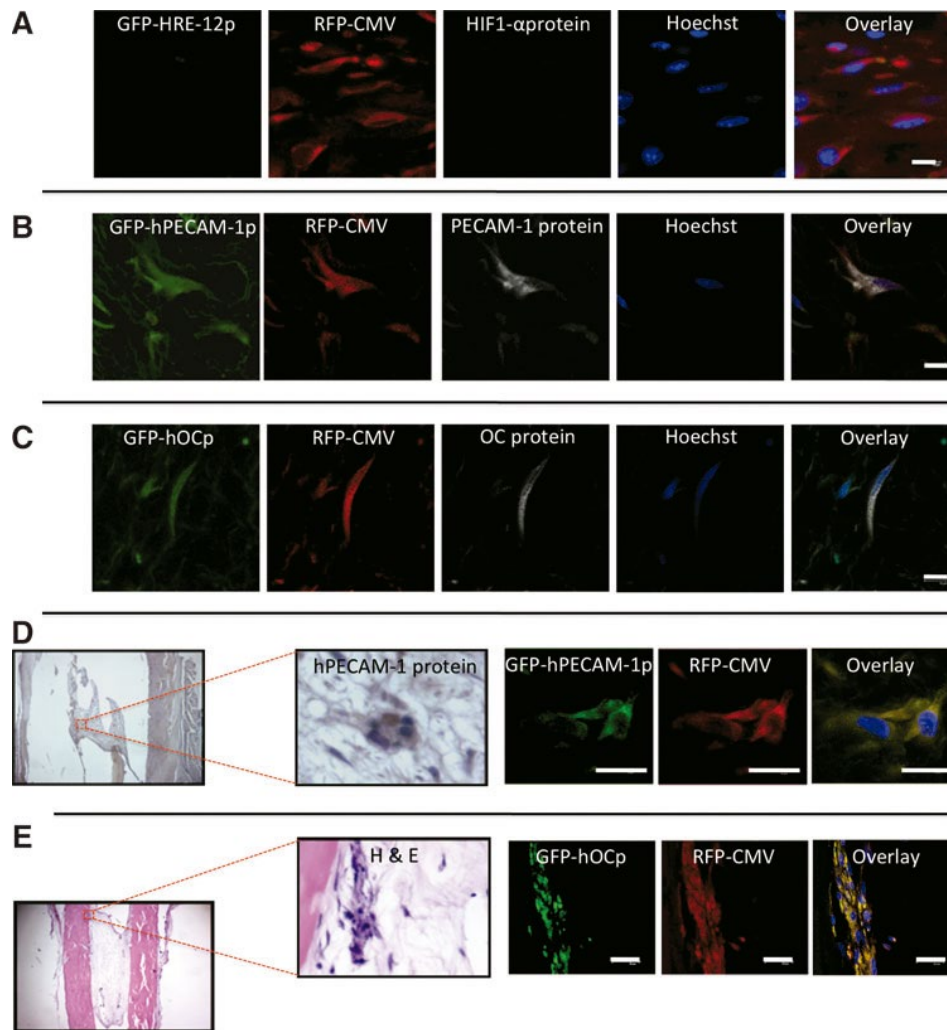 A
GFP-HRE-12p RFP-CMV HIF1-αprotein Hoechst Overlay
B
GFP-hPECAM-1p RFP-CMV PECAM-1 protein Hoechst Overlay
C
GFP-hOCp RFP-CMV OC protein Hoechst Overlay
D
hPECAM-1 protein GFP-hPECAM-1p RFP-CMV Overlay
E
H & E GFP-hOCp RFP-CMV Overlay